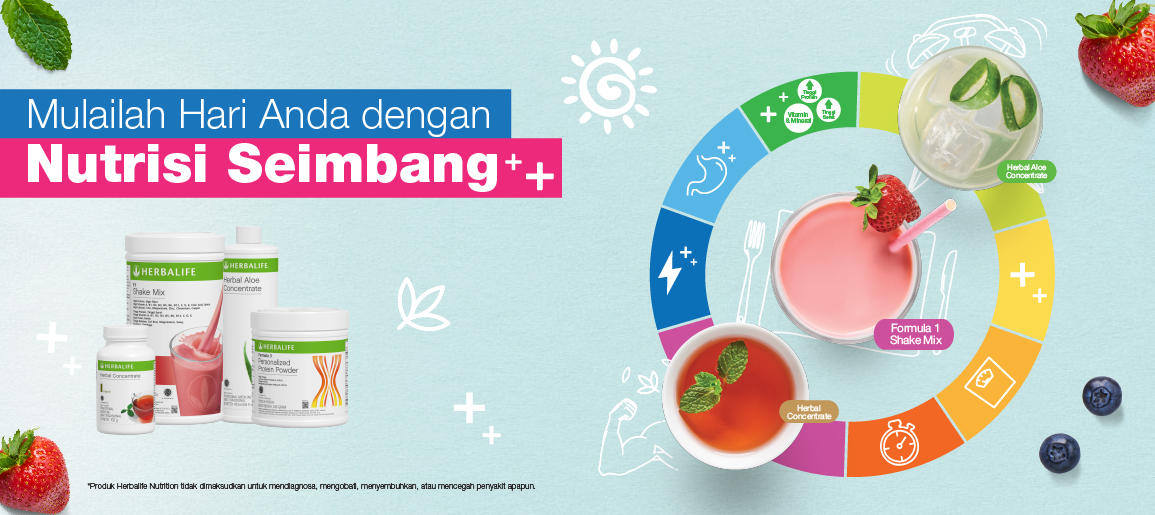 Mulailah Hari Anda dengan
Nutrisi Seimbang
HERBALIFE
F1
Shake Mix
HERBALIFE
Herbal Aloe
Concentrate
HERBALIFE
Herbal Concentrate
HERBALIFE
Formula 3
Personalized
Protein Powder
*Produk Herbalife Nutrition tidak dimaksudkan untuk mendiagnosa, mengobati, menyembuhkan, atau mencegah penyakit apapun.
Tinggi
Protein
Vitamin
& Mineral
Tinggi
Serat
Herbal Aloe
Concentrate
Formula 1
Shake Mix
Herbal
Concentrate